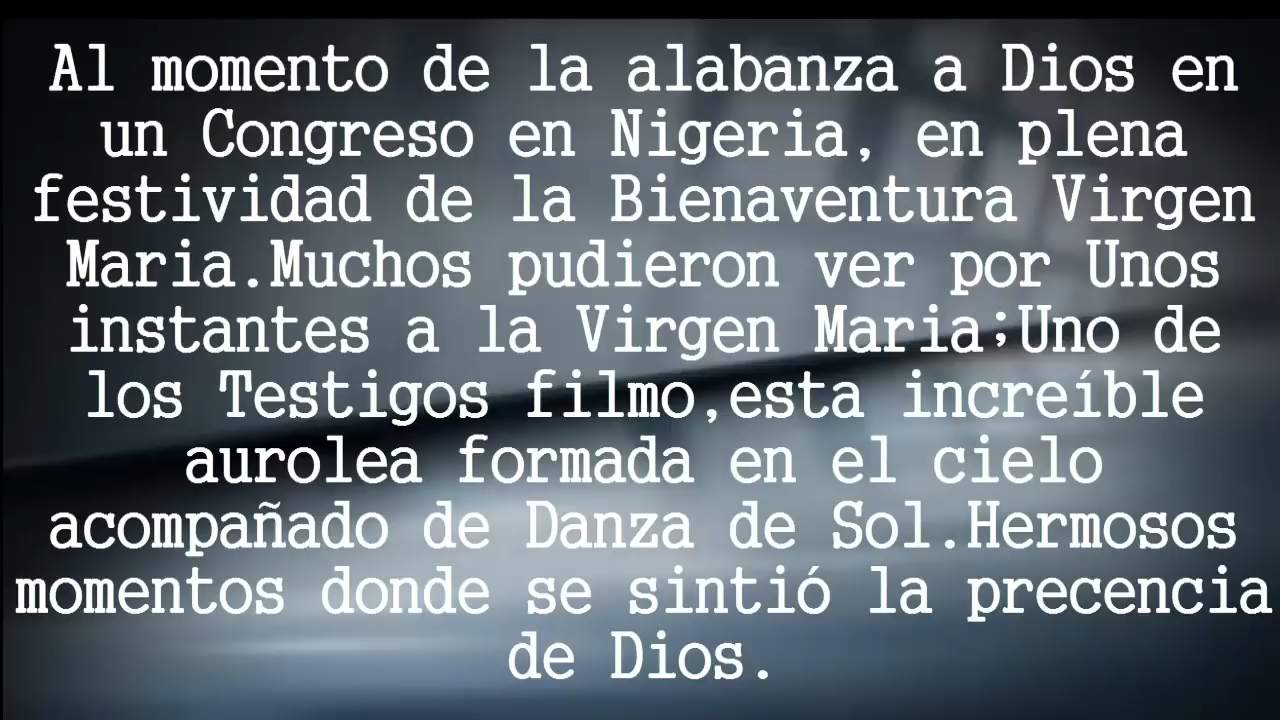 Al momento de la alabanza a Dios en
un Congreso en Nigeria, en plena
festividad de la Bienaventura Virgen
Maria.Muchos pudieron ver por Unos
instantes a la Virgen Maria;Uno de
los Testigos filmo,esta increíble
aurolea formada en el cielo
acompañado de Danza de Sol.Hermosos
momentos donde se sintió la precencia
de Dios.